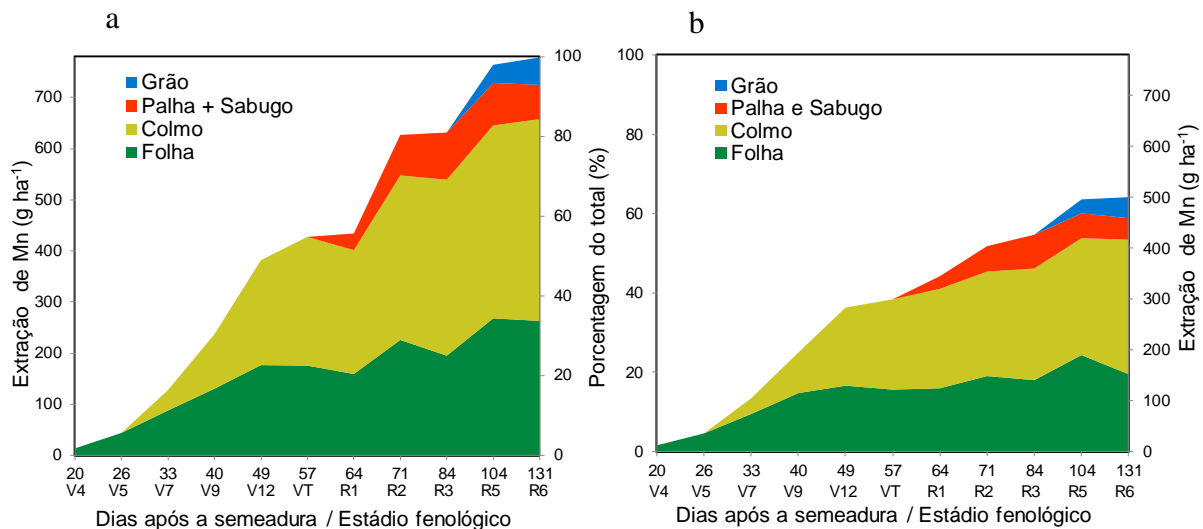 a
Extração de Mn (g ha⁻¹)
700
600
500
400
300
200
100
0
Grão
Palha + Sabugo
Colmo
Folha
100
80
60
40
20
0
20 26 33 40 49 57 64 71 84 104 131
V4 V5 V7 V9 V12 VT R1 R2 R3 R5 R6
Dias após a semeadura / Estádio fenológico
b
Porcentagem do total (%)
100
80
60
40
20
0
Grão
Palha e Sabugo
Colmo
Folha
700
600
500
400
300
200
100
0
Extração de Mn (g ha⁻¹)
20 26 33 40 49 57 64 71 84 104 131
V4 V5 V7 V9 V12 VT R1 R2 R3 R5 R6
Dias após a semeadura / Estádio fenológico